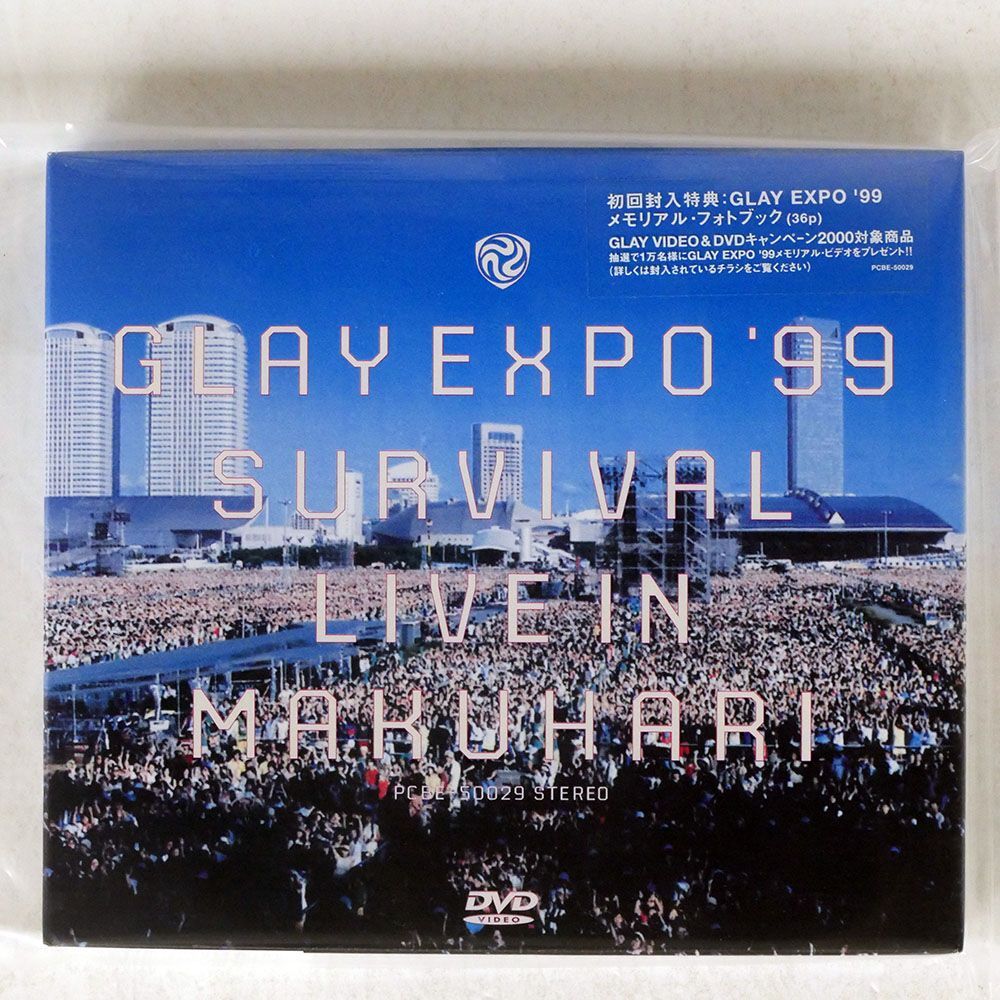 初回封入特典：GLAY EXPO '99
メモリアル・フォトブック (36p)
GLAY VIDEO&DVDキャンペーン2000対象商品
抽選で1万名様にGLAY EXPO '99メモリアル・ビデオをプレゼント!!
（詳しくは封入されているチラシをご覧ください）
PCBE-50029
GLAY EXPO '99
SURVIVAL
LIVE IN
MAKUHARI
PCBE-50029 STEREO
DVD
VIDEO